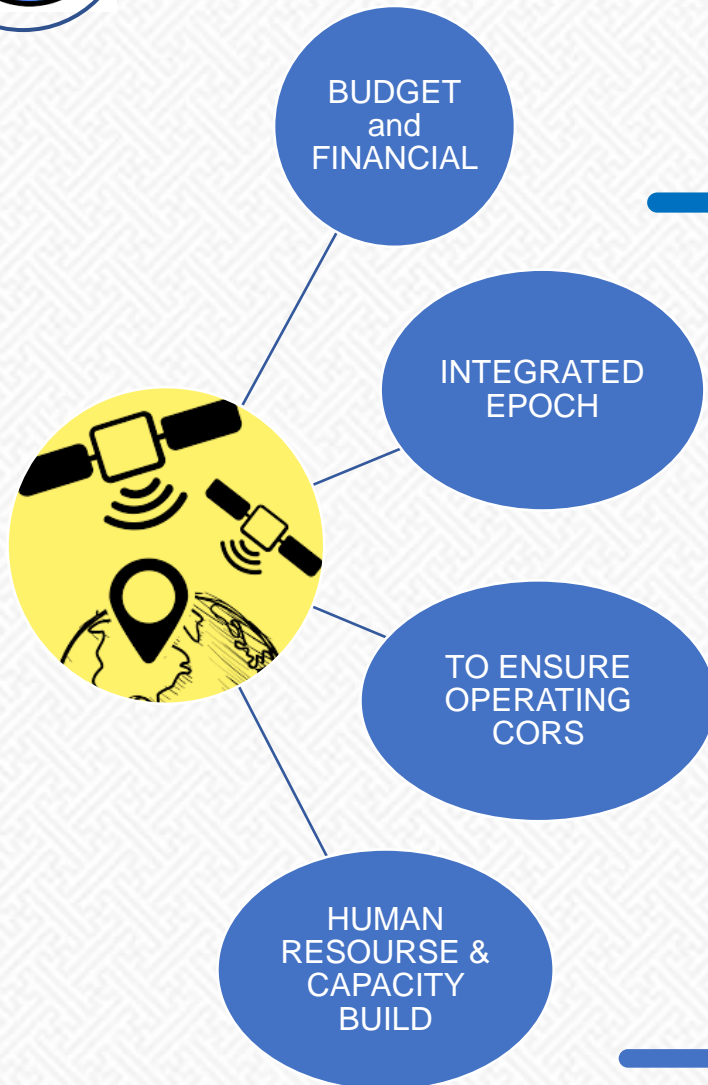 BUDGET
and
FINANCIAL
INTEGRATED
EPOCH
TO ENSURE
OPERATING
CORS
HUMAN
RESOURSE &
CAPACITY
BUILD